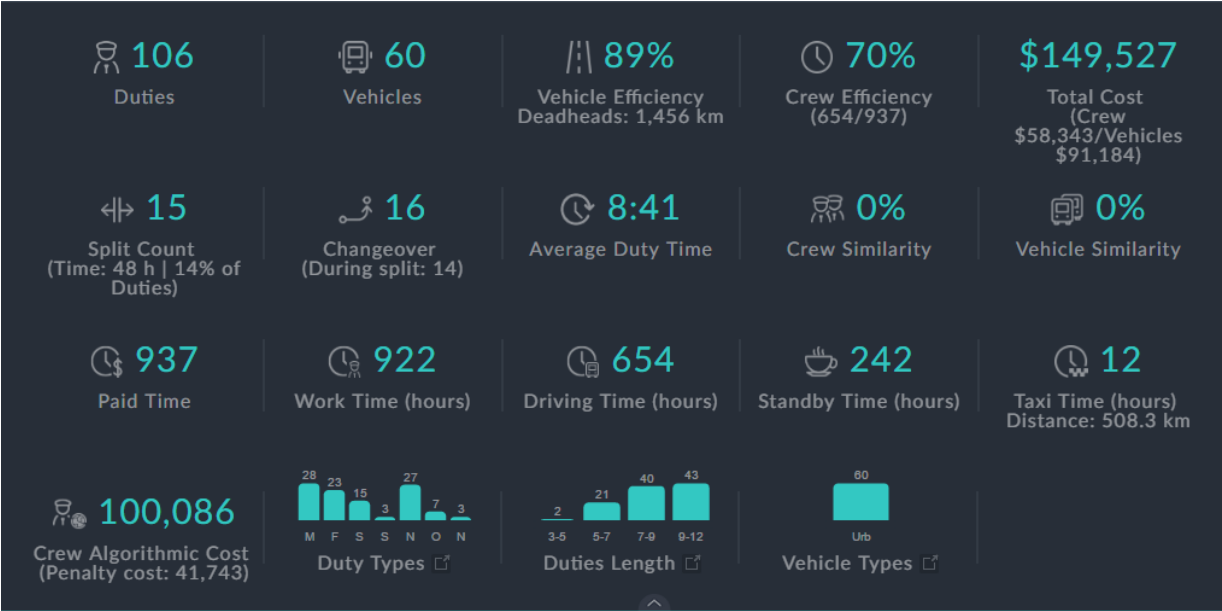 106
Duties
60
Vehicles
89%
Vehicle Efficiency
Deadheads: 1,456 km
70%
Crew Efficiency
(654/937)
$149,527
Total Cost
(Crew
$58,343/Vehicles
$91,184)
15
Split Count
(Time: 48 h | 14% of
Duties)
16
Changeover
(During split: 14)
8:41
Average Duty Time
0%
Crew Similarity
0%
Vehicle Similarity
937
Paid Time
922
Work Time (hours)
654
Driving Time (hours)
242
Standby Time (hours)
12
Taxi Time (hours)
Distance: 508.3 km
100,086
Crew Algorithmic Cost
(Penalty cost: 41,743)
28 23 15 3 27 7 3
M F S S N O N
Duty Types
2 21 40 43
3-5 5-7 7-9 9-12
Duties Length
60
Urb
Vehicle Types